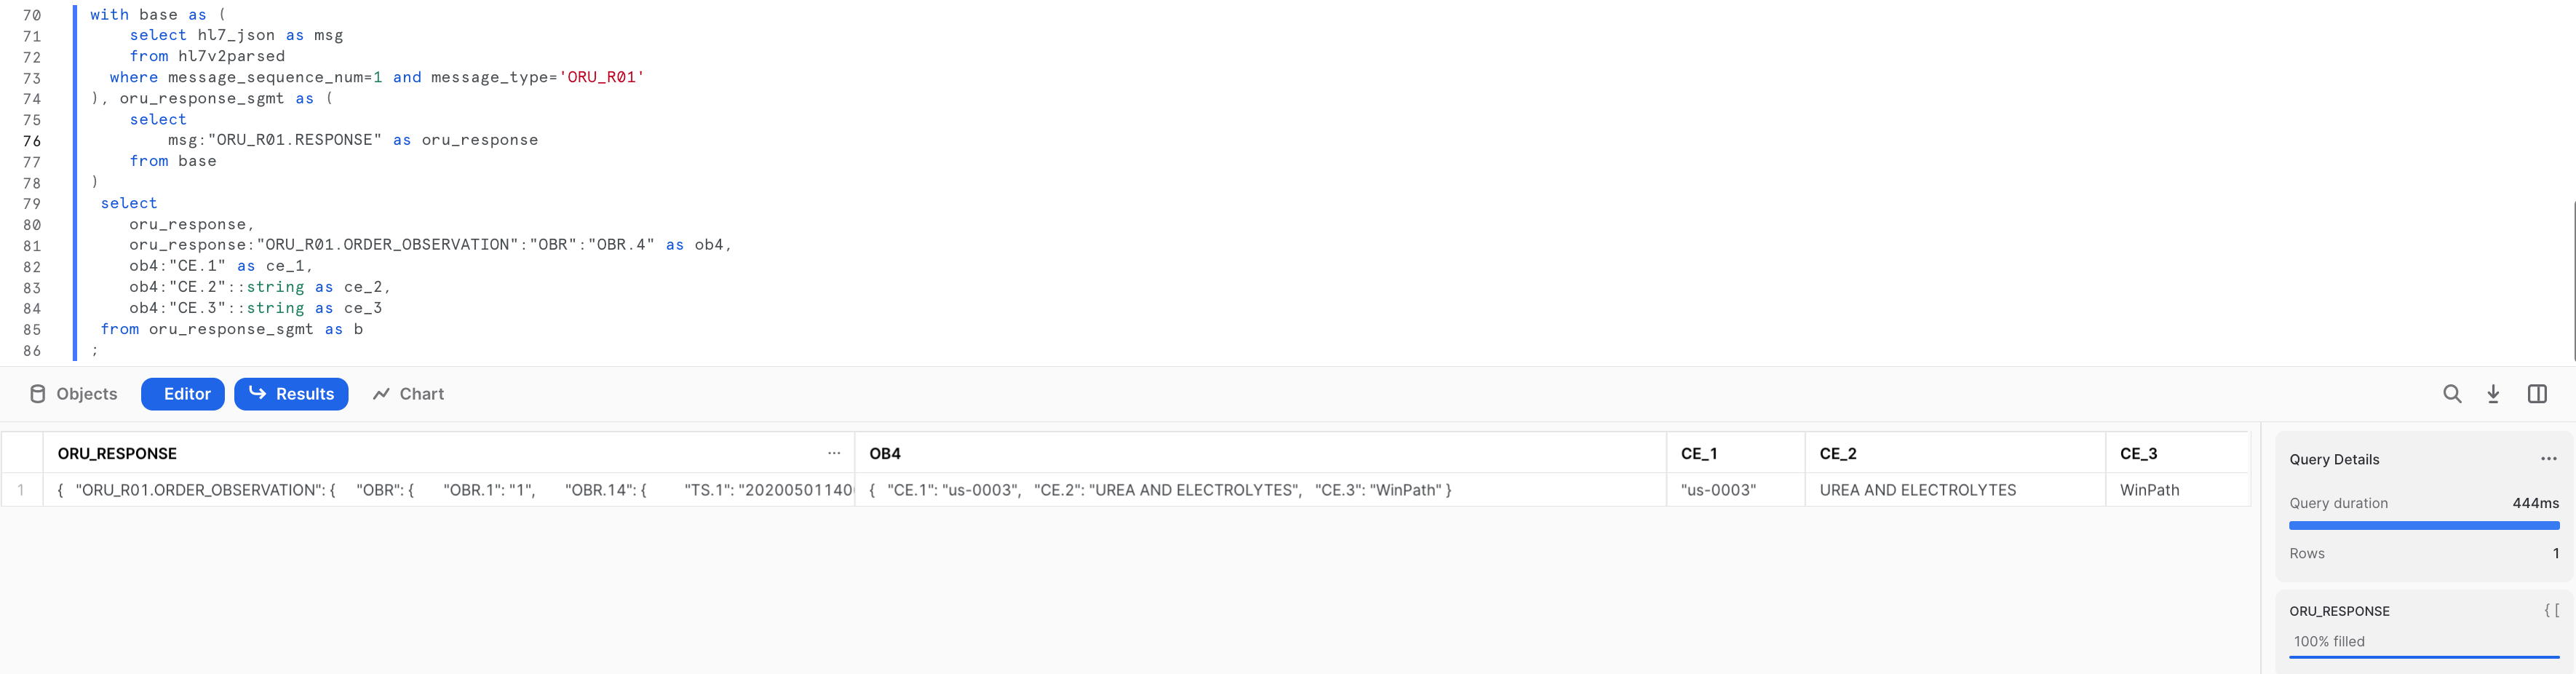 70 with base as (
71 select hl7_json as msg
72 from hl7v2parsed
73 where message_sequence_num=1 and message_type='ORU_R01'
74 ), oru_response_sgmt as (
75 select
76 msg:"ORU_R01.RESPONSE" as oru_response
77 from base
78 )
79 select
80 oru_response,
81 oru_response:"ORU_R01.ORDER_OBSERVATION":"OBR":"OBR.4" as ob4,
82 ob4:"CE.1" as ce_1,
83 ob4:"CE.2"::string as ce_2,
84 ob4:"CE.3"::string as ce_3
85 from oru_response_sgmt as b
86 ;
Objects Editor Results Chart
ORU_RESPONSE ... OB4 CE_1 CE_2 CE_3
1 { "ORU_R01.ORDER_OBSERVATION": { "OBR": { "OBR.1": "1", "OBR.14": { "TS.1": "20200501140 { "CE.1": "us-0003", "CE.2": "UREA AND ELECTROLYTES", "CE.3": "WinPath" } "us-0003" UREA AND ELECTROLYTES WinPath
Query Details ...
Query duration 444ms
Rows 1
ORU_RESPONSE { [
100% filled